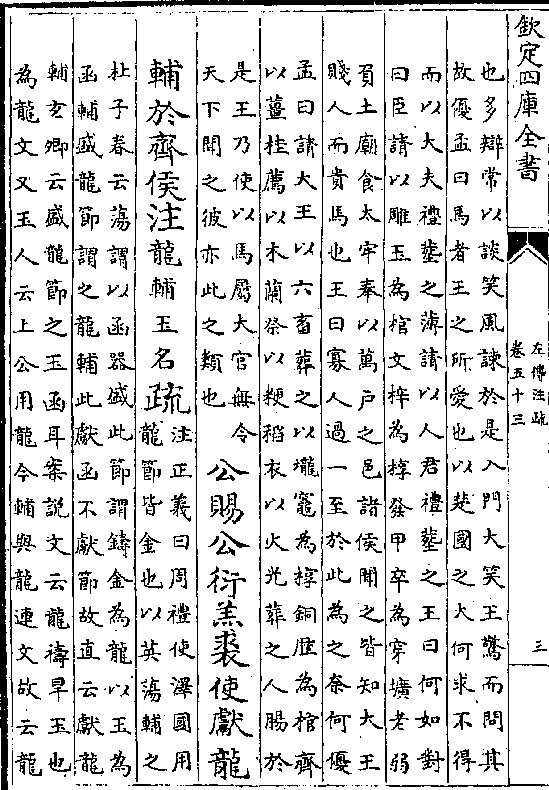 欽定四庫全書
左傳注疏
卷五十三
三
也多辯常以談笑風諫於是入門大笑王驚而問其
故優孟曰馬者王之所愛也以楚國之大何求不得
而以大夫禮塟之薄請以人君禮塟之王曰何如對
曰臣請以雕玉為棺文梓為椁發甲卒為穿壙老弱
負土廟食太牢奉以萬戶之邑諸侯聞之皆知大王
賤人而貴馬也王曰寡人過一至於此為之奈何優
孟曰請大王以六畜葬之以壠竈為椁銅歷為棺齊
以薑桂薦以木蘭祭以粳稻衣以火光葬之人腸於
是王乃使以馬屬大官無令
天下聞之彼亦此之類也
公賜公衍羔裘使獻龍
輔於齊侯注龍輔玉名疏
注正義曰周禮使澤國用
龍節皆金也以英蕩輔之
杜子春云蕩謂以函器盛此節謂鑄金為龍以玉為
函輔盛龍節謂之龍輔此獻函不獻節故直云獻龍
輔玄卿云盛龍節之玉函耳案說文云龍禱旱玉也
為龍文又玉人云上公用龍今輔與龍連文故云龍